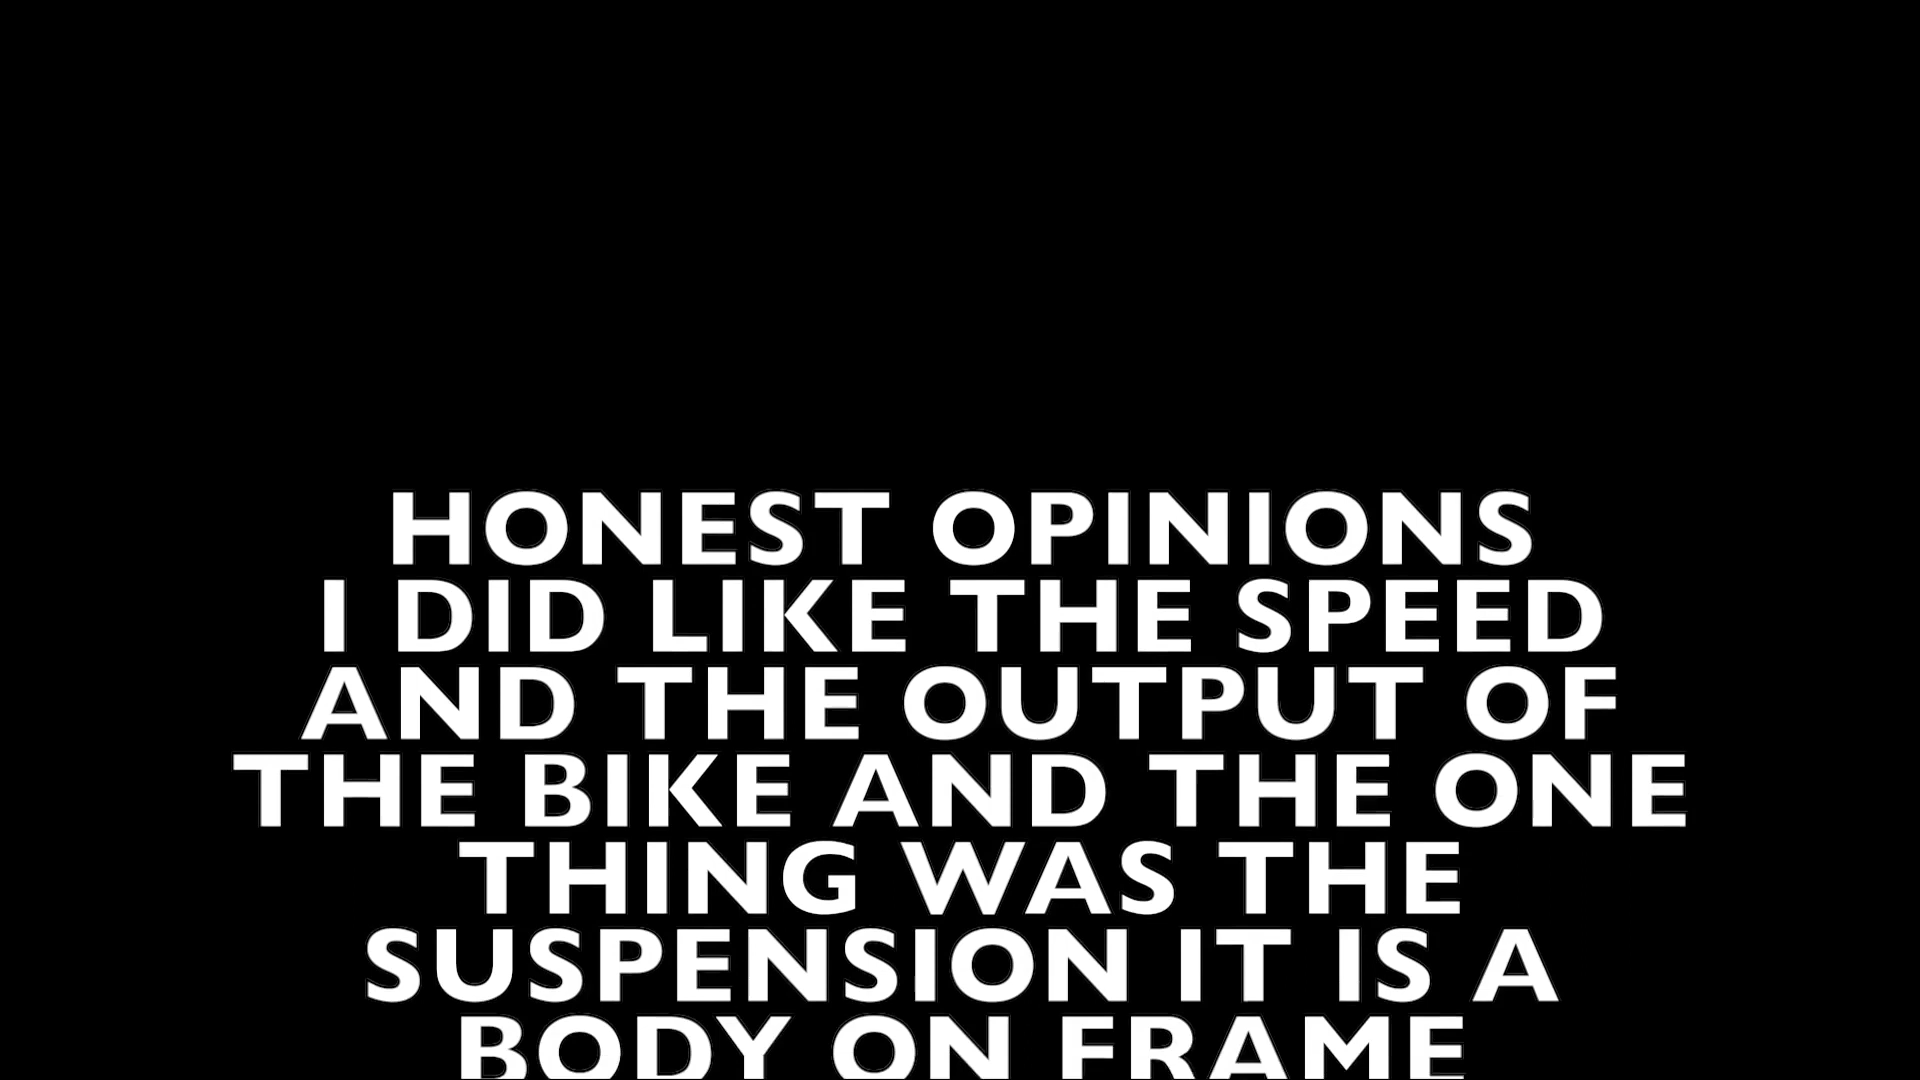 HONEST OPINIONS
I DID LIKE THE SPEED
AND THE OUTPUT OF
THE BIKE AND THE ONE
THING WAS THE
SUSPENSION IT IS A
BODY ON FRAME